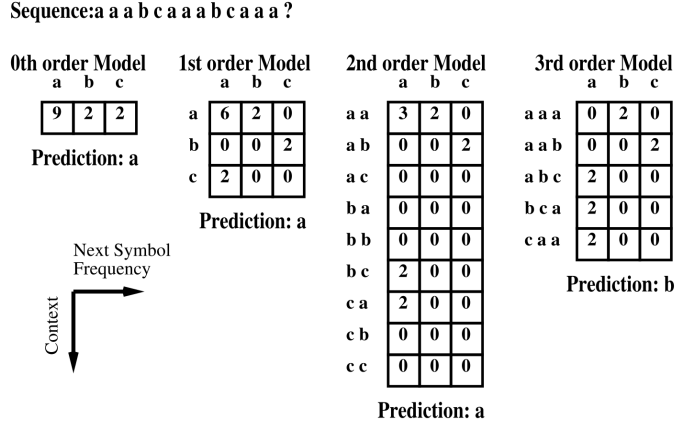 Sequence:a a a b c a a a b c a a a ?
0th order Model
a b c
9 2 2
Prediction: a
1st order Model
a b c
a 6 2 0
b 0 0 2
c 2 0 0
Prediction: a
2nd order Model
a b c
a a 3 2 0
a b 0 0 2
a c 0 0 0
b a 0 0 0
b b 0 0 0
b c 2 0 0
c a 2 0 0
c b 0 0 0
c c 0 0 0
Prediction: a
3rd order Model
a b c
a a a 0 2 0
a a b 0 0 2
a b c 2 0 0
b c a 2 0 0
c a a 2 0 0
Prediction: b
Next Symbol
Frequency
Context